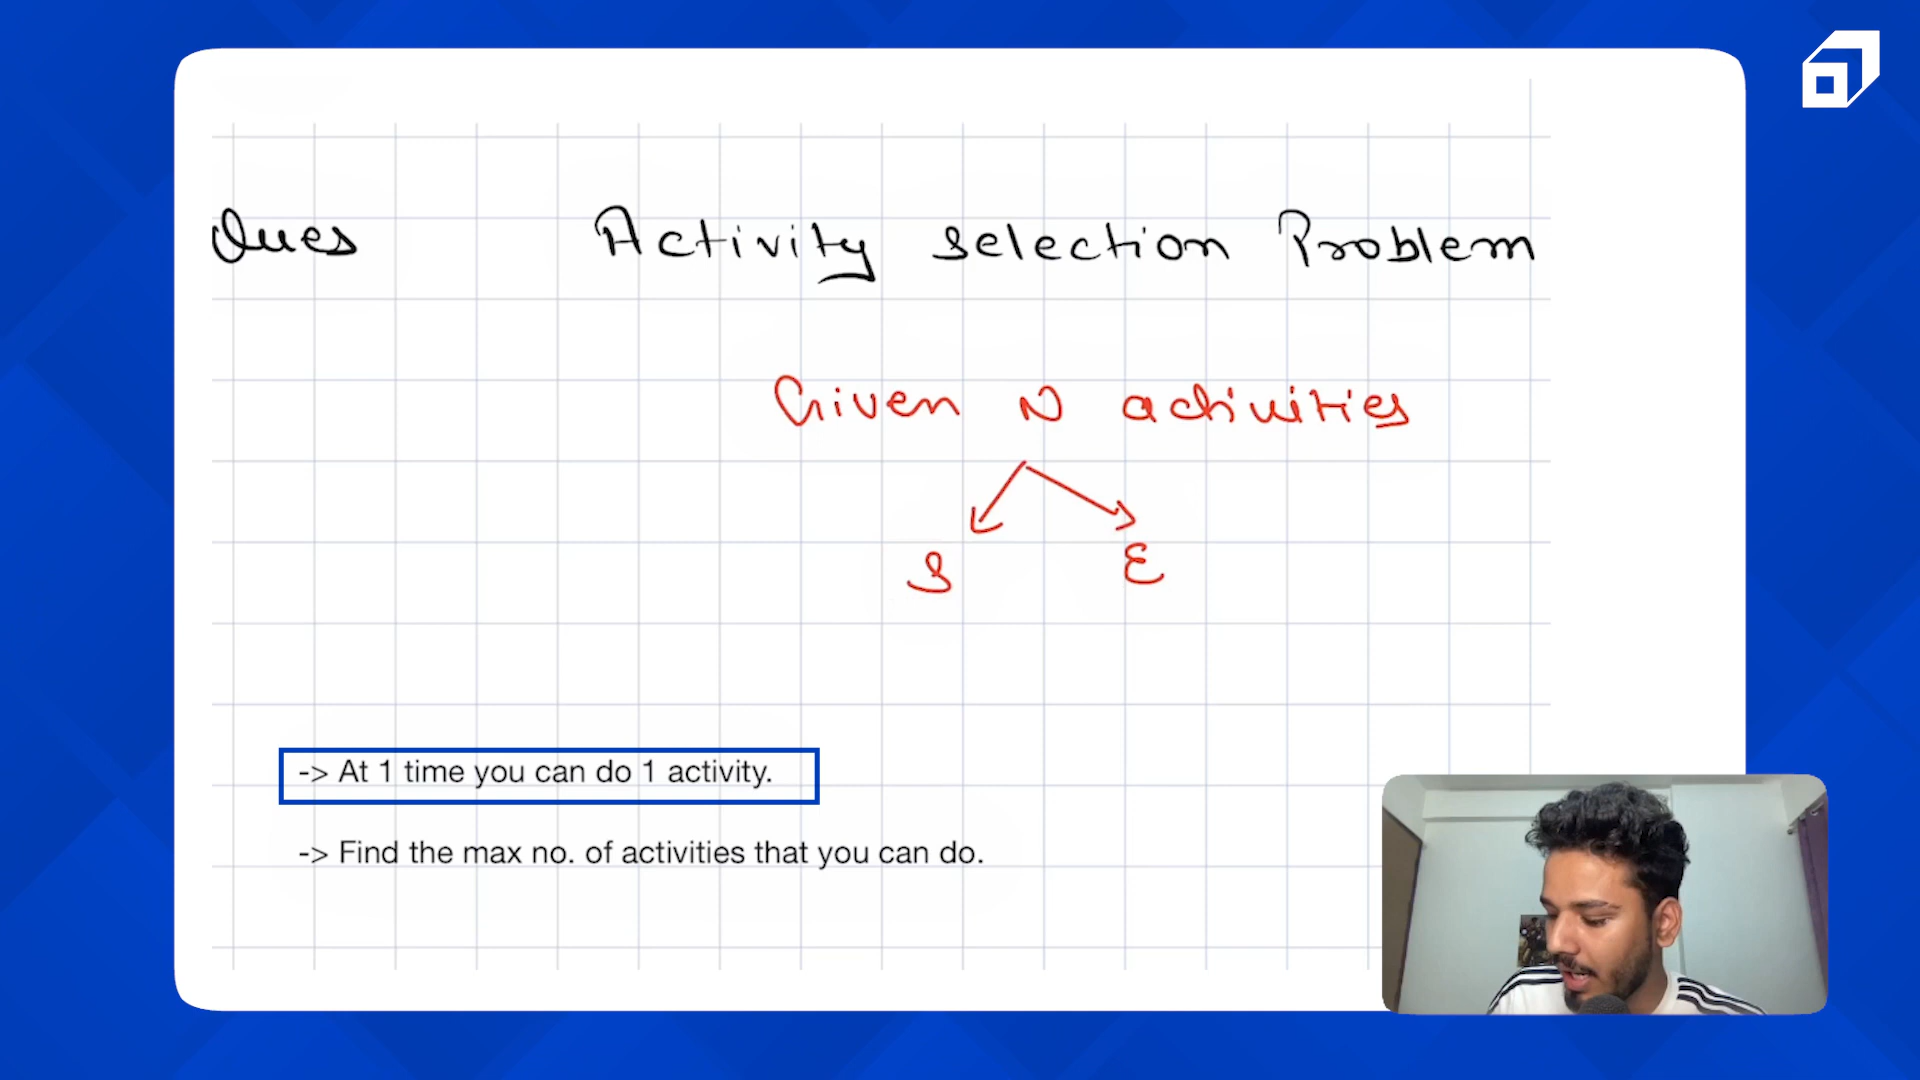 Ques Activity Selection Problem
Given N activities
S E
-> At 1 time you can do 1 activity.
-> Find the max no. of activities that you can do.